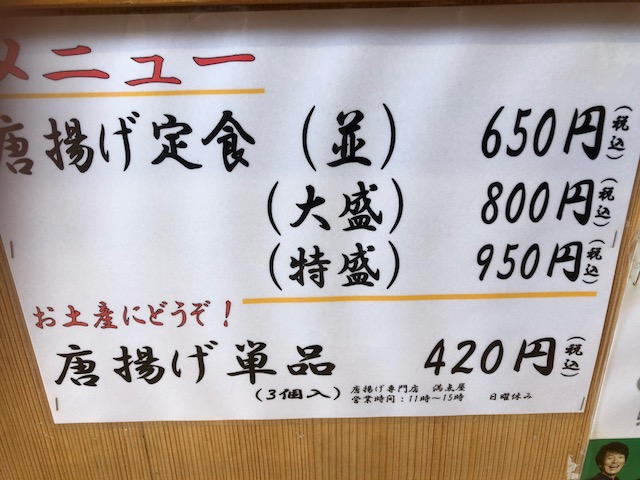 メニュー
唐揚げ定食 (並) 650円(税込)
(大盛) 800円(税込)
(特盛) 950円(税込)
お土産にどうぞ!
唐揚げ単品 420円(税込)
(3個入)
唐揚げ専門店 満点屋
営業時間:11時~15時 日曜休み